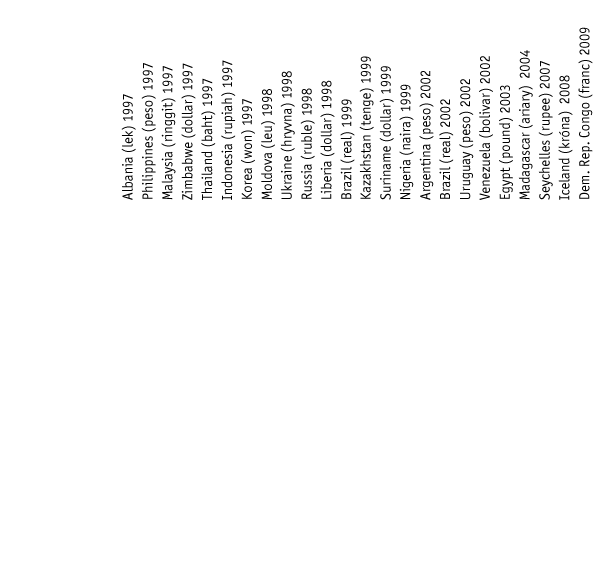 Albania (lek) 1997
Philippines (peso) 1997
Malaysia (ringgit) 1997
Zimbabwe (dollar) 1997
Thailand (baht) 1997
Indonesia (rupiah) 1997
Korea (won) 1997
Moldova (leu) 1998
Ukraine (hryvna) 1998
Russia (ruble) 1998
Liberia (dollar) 1998
Brazil (real) 1999
Kazakhstan (tenge) 1999
Suriname (dollar) 1999
Nigeria (naira) 1999
Argentina (peso) 2002
Brazil (real) 2002
Uruguay (peso) 2002
Venezuela (bolivar) 2002
Egypt (pound) 2003
Madagascar (ariary) 2004
Seychelles (rupee) 2007
Iceland (króna) 2008
Dem. Rep. Congo (franc) 2009